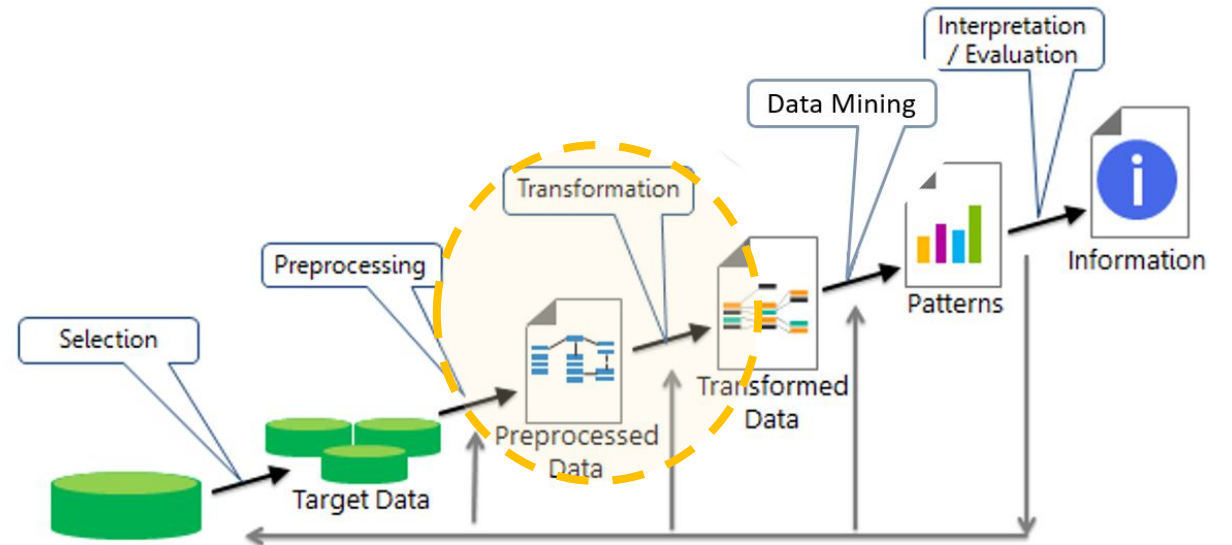 Interpretation
/ Evaluation
Data Mining
Transformation
Information
Preprocessing
Patterns
Selection
Transformed
Data
Preprocessed
Data
Target Data